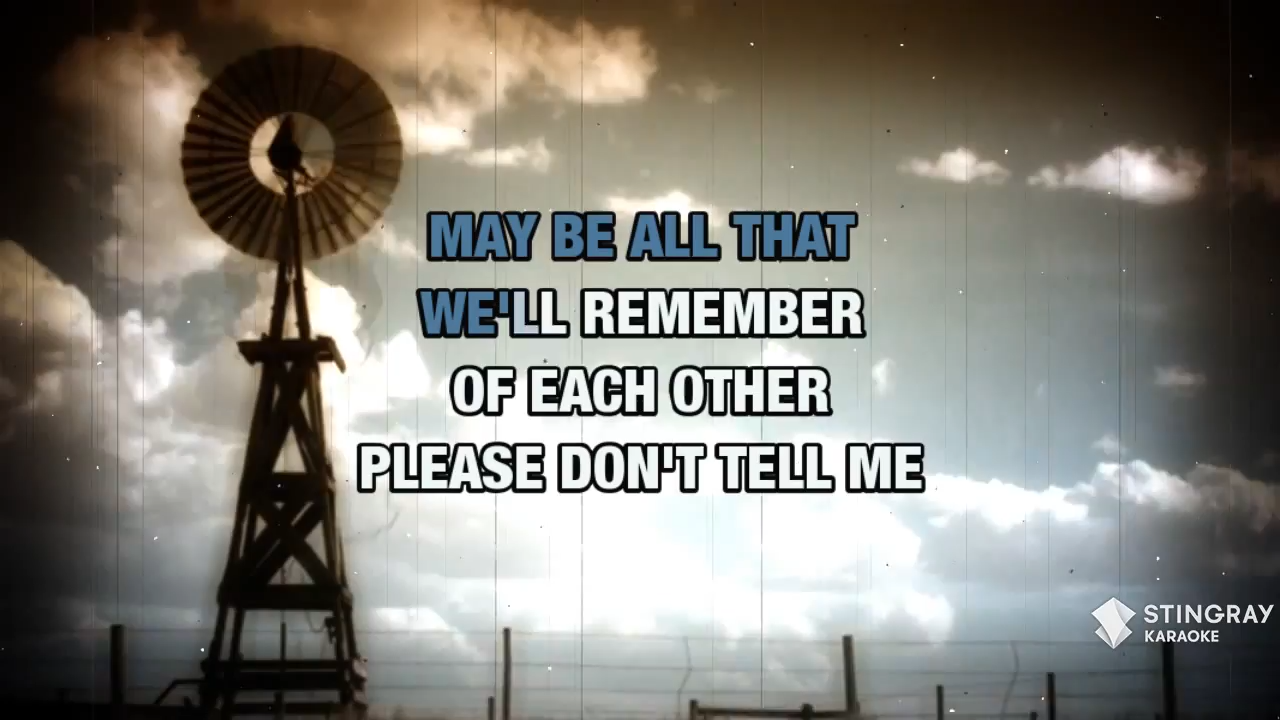 MAY BE ALL THAT
WE'LL REMEMBER
OF EACH OTHER
PLEASE DON'T TELL ME
STINGRAY
KARAOKE